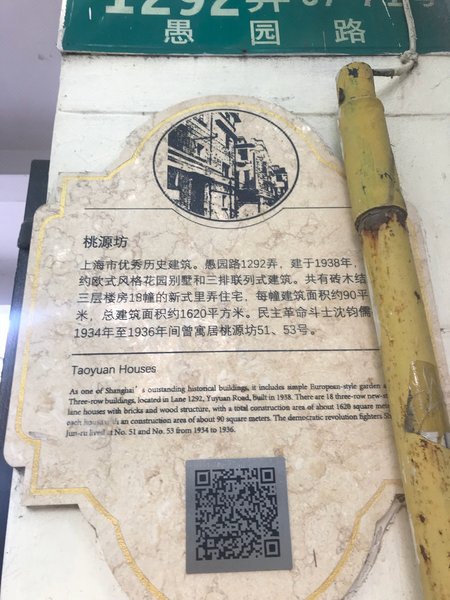 1292弄
愚园路
桃源坊
上海市优秀历史建筑。愚园路1292弄，建于1938年，
约欧式风格花园别墅和三排联列式建筑。共有砖木结
三层楼房18幢的新式里弄住宅，每幢建筑面积约90平
米，总建筑面积约1620平方米。民主革命斗士沈钧儒
1934年至1936年间曾寓居桃源坊51、53号。
Taoyuan Houses
As one of Shanghai's oustanding historical buildings, it includes simple European-style garden
Three-row buildings, located in Lane 1292, Yuyuan Road, Built in 1938. There are 18 three-row new-st
lane houses with bricks and wood structure, with a total construction area of about 1620 square mete
each an construction area of about 90 square meters. The democratic revolution fighters
Jun-ru lived at No. 51 and No. 53 from 1934 to 1936.